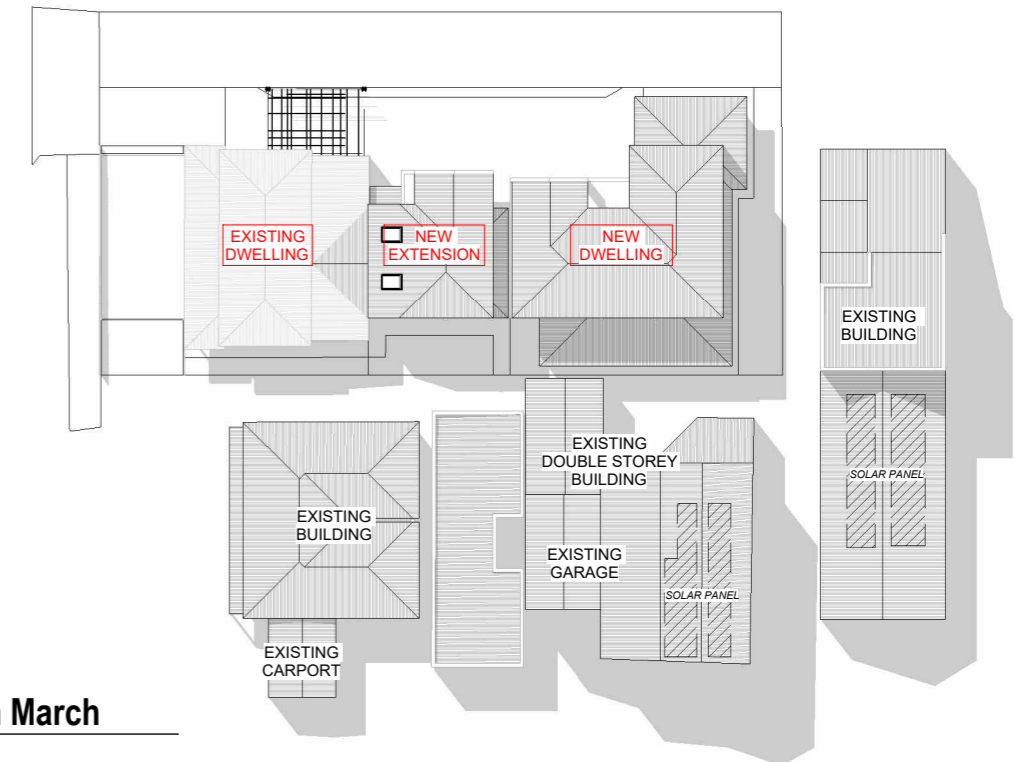 EXISTING
DWELLING
NEW
EXTENSION
NEW
DWELLING
EXISTING
BUILDING
SOLAR PANEL
EXISTING
DOUBLE STOREY
BUILDING
EXISTING
BUILDING
EXISTING
GARAGE
SOLAR PANEL
EXISTING
CARPORT
March